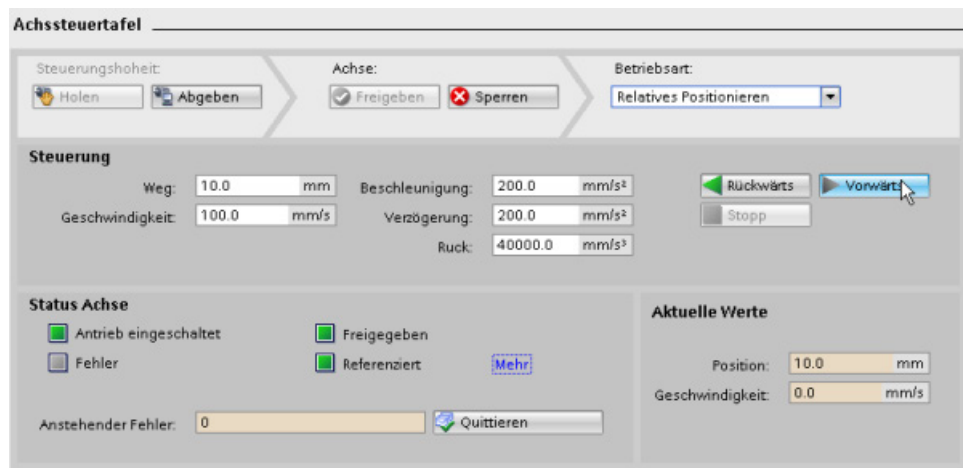 Achssteuertafel
Steuerungshoheit: Achse: Betriebsart:
Holen Abgeben Freigeben Sperren Relatives Positionieren
Steuerung
Weg: 10.0 mm Beschleunigung: 200.0 mm/s² Rückwärts Vorwärts
Geschwindigkeit: 100.0 mm/s Verzögerung: 200.0 mm/s² Stopp
Ruck: 40000.0 mm/s³
Status Achse
Antrieb eingeschaltet Freigegeben
Fehler Referenziert Mehr
Anstehender Fehler: 0 Quittieren
Aktuelle Werte
Position: 10.0 mm
Geschwindigkeit: 0.0 mm/s